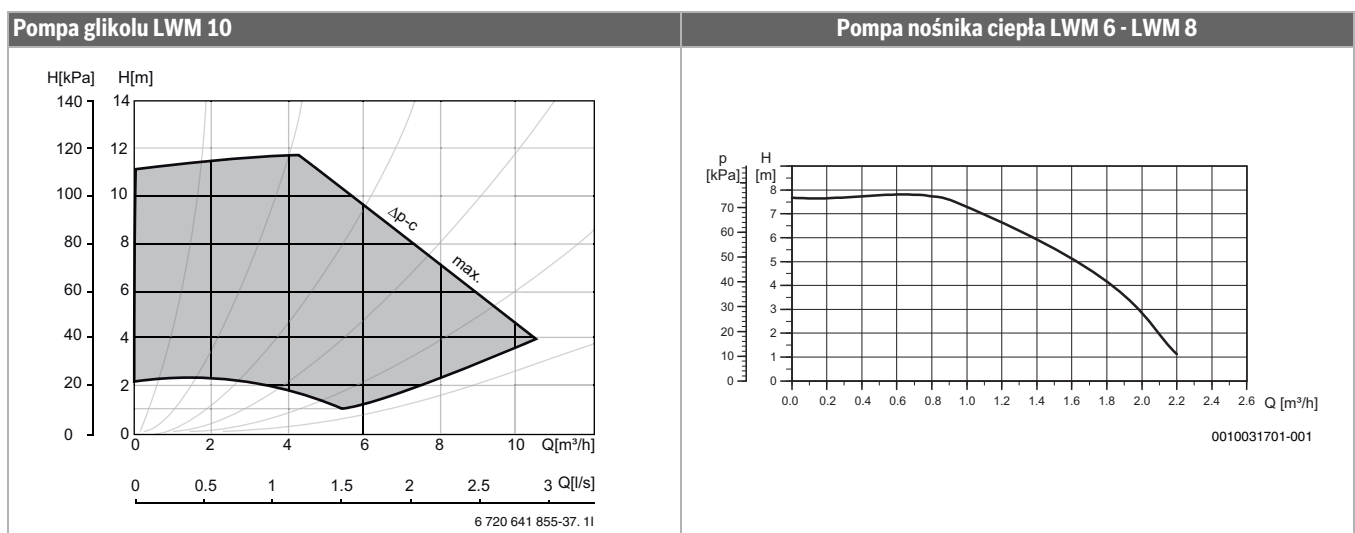 Pompa glikolu LWM 10
H[kPa] H[m]
140 14
120 12
100 10
80 8
60 6
40 4
20 2
0 0
Δp-c
max.
0 2 4 6 8 10 Q[m³/h]
0 0.5 1 1.5 2 2.5 3 Q[l/s]
6 720 641 855-37. 1I
Pompa nośnika ciepła LWM 6 - LWM 8
p H
[kPa] [m]
8
70 7
60 6
50 5
40 4
30 3
20 2
10 1
0 0
0.0 0.2 0.4 0.6 0.8 1.0 1.2 1.4 1.6 1.8 2.0 2.2 2.4 2.6 Q [m³/h]
0010031701-001